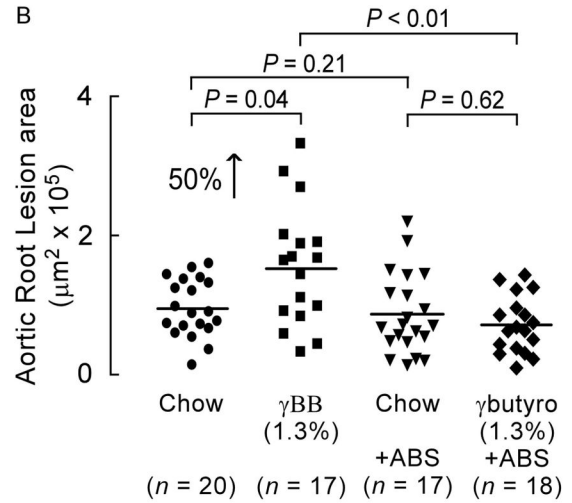 B
P < 0.01
P = 0.21
P = 0.04
P = 0.62
50%
Aortic Root Lesion area
(μm² x 10⁵)
4
2
0
Chow
γBB
(1.3%)
Chow
+ABS
γbutyro
(1.3%)
+ABS
(n = 20)
(n = 17)
(n = 17)
(n = 18)